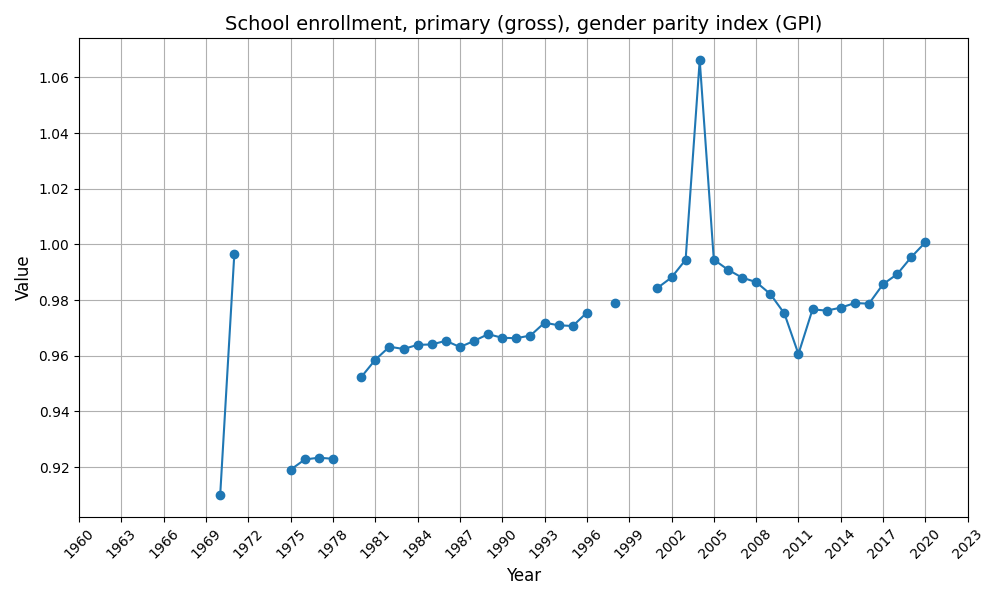 School enrollment, primary (gross), gender parity index (GPI)
Value
1.06
1.04
1.02
1.00
0.98
0.96
0.94
0.92
1960 1963 1966 1969 1972 1975 1978 1981 1984 1987 1990 1993 1996 1999 2002 2005 2008 2011 2014 2017 2020 2023
Year